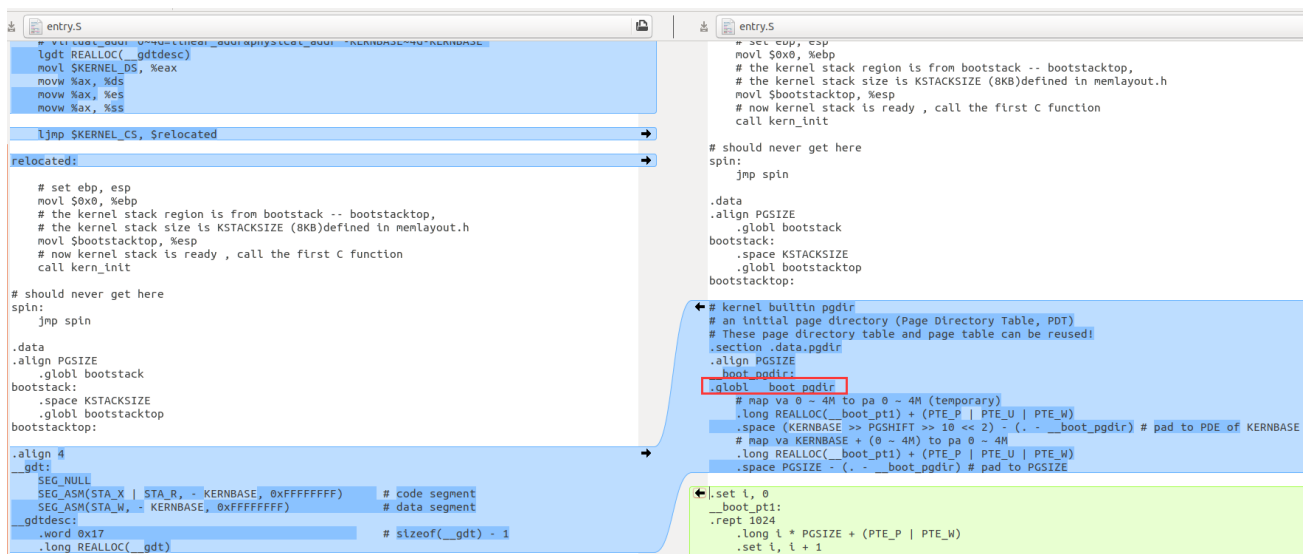 entry.S
# virtual_addr 0~4G=linear_addr&physical_addr -KERNBASE~4G-KERNBASE
lgdt REALLOC(__gdtdesc)
movl $KERNEL_DS, %eax
movw %ax, %ds
movw %ax, %es
movw %ax, %ss
ljmp $KERNEL_CS, $relocated
relocated:
# set ebp, esp
movl $0x0, %ebp
# the kernel stack region is from bootstack -- bootstacktop,
# the kernel stack size is KSTACKSIZE (8KB)defined in memlayout.h
movl $bootstacktop, %esp
# now kernel stack is ready , call the first C function
call kern_init
# should never get here
spin:
jmp spin
.data
.align PGSIZE
.globl bootstack
bootstack:
.space KSTACKSIZE
.globl bootstacktop
bootstacktop:
.align 4
__gdt:
SEG_NULL
SEG_ASM(STA_X | STA_R, - KERNBASE, 0xFFFFFFFF) # code segment
SEG_ASM(STA_W, - KERNBASE, 0xFFFFFFFF) # data segment
__gdtdesc:
.word 0x17 # sizeof(__gdt) - 1
.long REALLOC(__gdt)
entry.S
# set ebp, esp
movl $0x0, %ebp
# the kernel stack region is from bootstack -- bootstacktop,
# the kernel stack size is KSTACKSIZE (8KB)defined in memlayout.h
movl $bootstacktop, %esp
# now kernel stack is ready , call the first C function
call kern_init
# should never get here
spin:
jmp spin
.data
.align PGSIZE
.globl bootstack
bootstack:
.space KSTACKSIZE
.globl bootstacktop
bootstacktop:
# kernel builtin pgdir
# an initial page directory (Page Directory Table, PDT)
# These page directory table and page table can be reused!
.section .data.pgdir
.align PGSIZE
__boot_pgdir:
.globl __boot_pgdir
# map va 0 ~ 4M to pa 0 ~ 4M (temporary)
.long REALLOC(__boot_pt1) + (PTE_P | PTE_U | PTE_W)
.space (KERNBASE >> PGSHIFT >> 10 << 2) - (. - __boot_pgdir) # pad to PDE of KERNBASE
# map va KERNBASE + (0 ~ 4M) to pa 0 ~ 4M
.long REALLOC(__boot_pt1) + (PTE_P | PTE_U | PTE_W)
.space PGSIZE - (. - __boot_pgdir) # pad to PGSIZE
.set i, 0
__boot_pt1:
.rept 1024
.long i * PGSIZE + (PTE_P | PTE_W)
.set i, i + 1